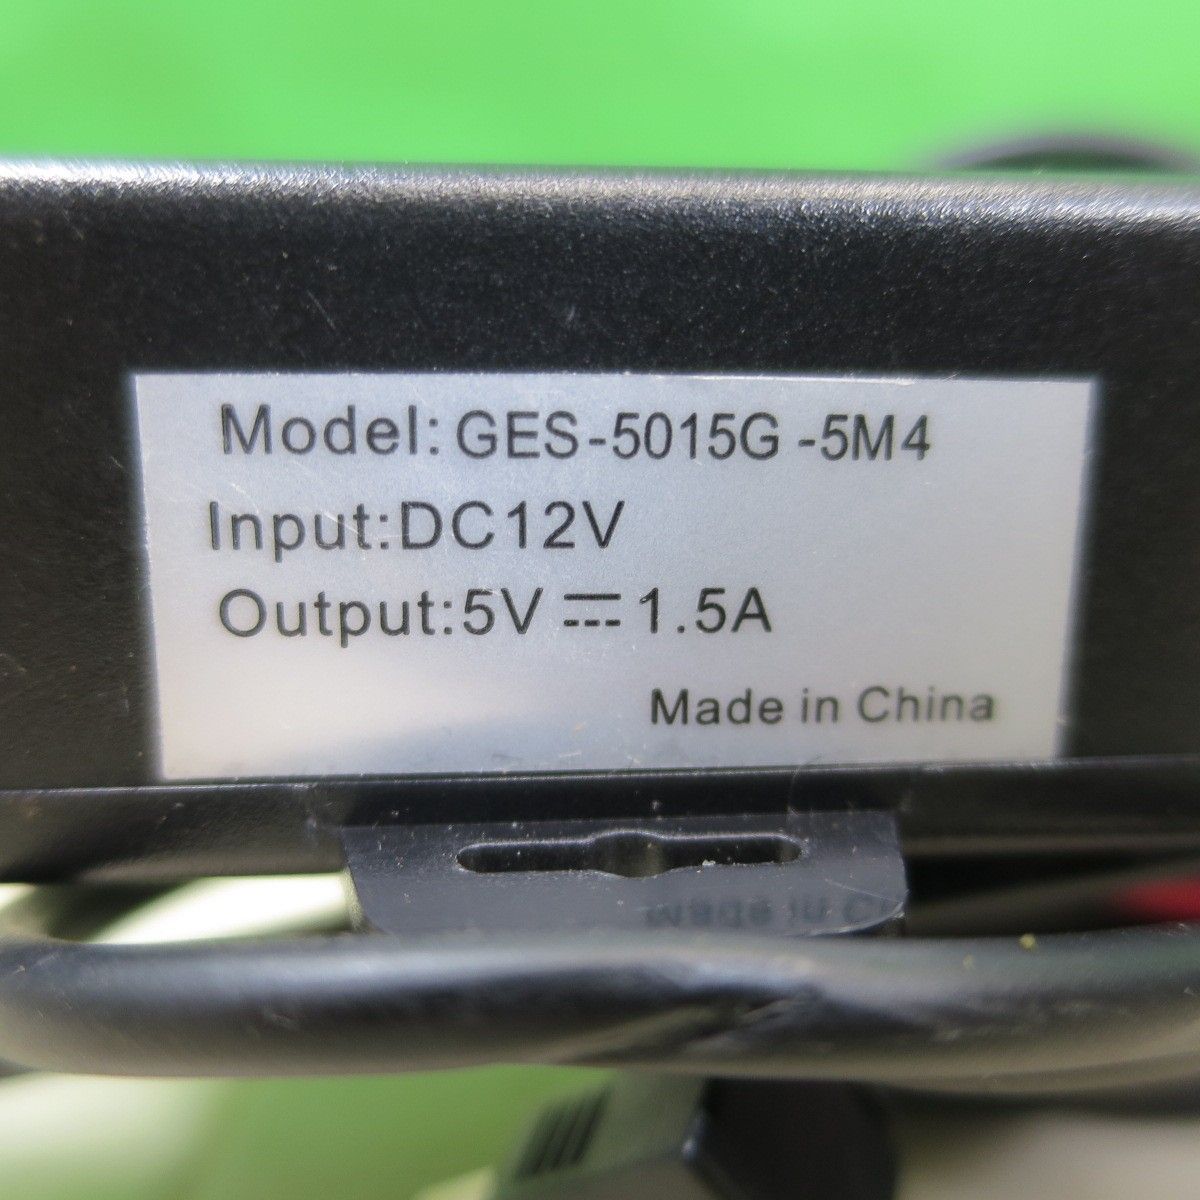 Model: GES-5015G -5M4
Input:DC12V
Output:5V⎓1.5A
Made in China